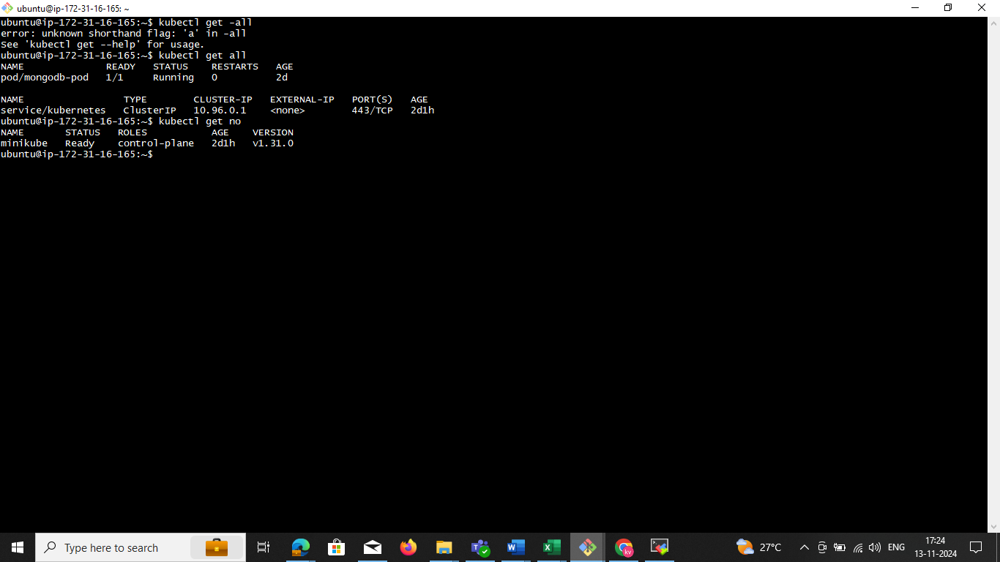 ubuntu@ip-172-31-16-165: ~
ubuntu@ip-172-31-16-165:~$ kubectl get -all
error: unknown shorthand flag: 'a' in -all
See 'kubectl get --help' for usage.
ubuntu@ip-172-31-16-165:~$ kubectl get all
NAME              READY   STATUS    RESTARTS   AGE
pod/mongodb-pod   1/1     Running   0          2d

NAME                 TYPE        CLUSTER-IP   EXTERNAL-IP   PORT(S)   AGE
service/kubernetes   ClusterIP   10.96.0.1    <none>        443/TCP   2d1h
ubuntu@ip-172-31-16-165:~$ kubectl get no
NAME       STATUS   ROLES           AGE    VERSION
minikube   Ready    control-plane   2d1h   v1.31.0
ubuntu@ip-172-31-16-165:~$
Type here to search
27°C
ENG
17:24
13-11-2024